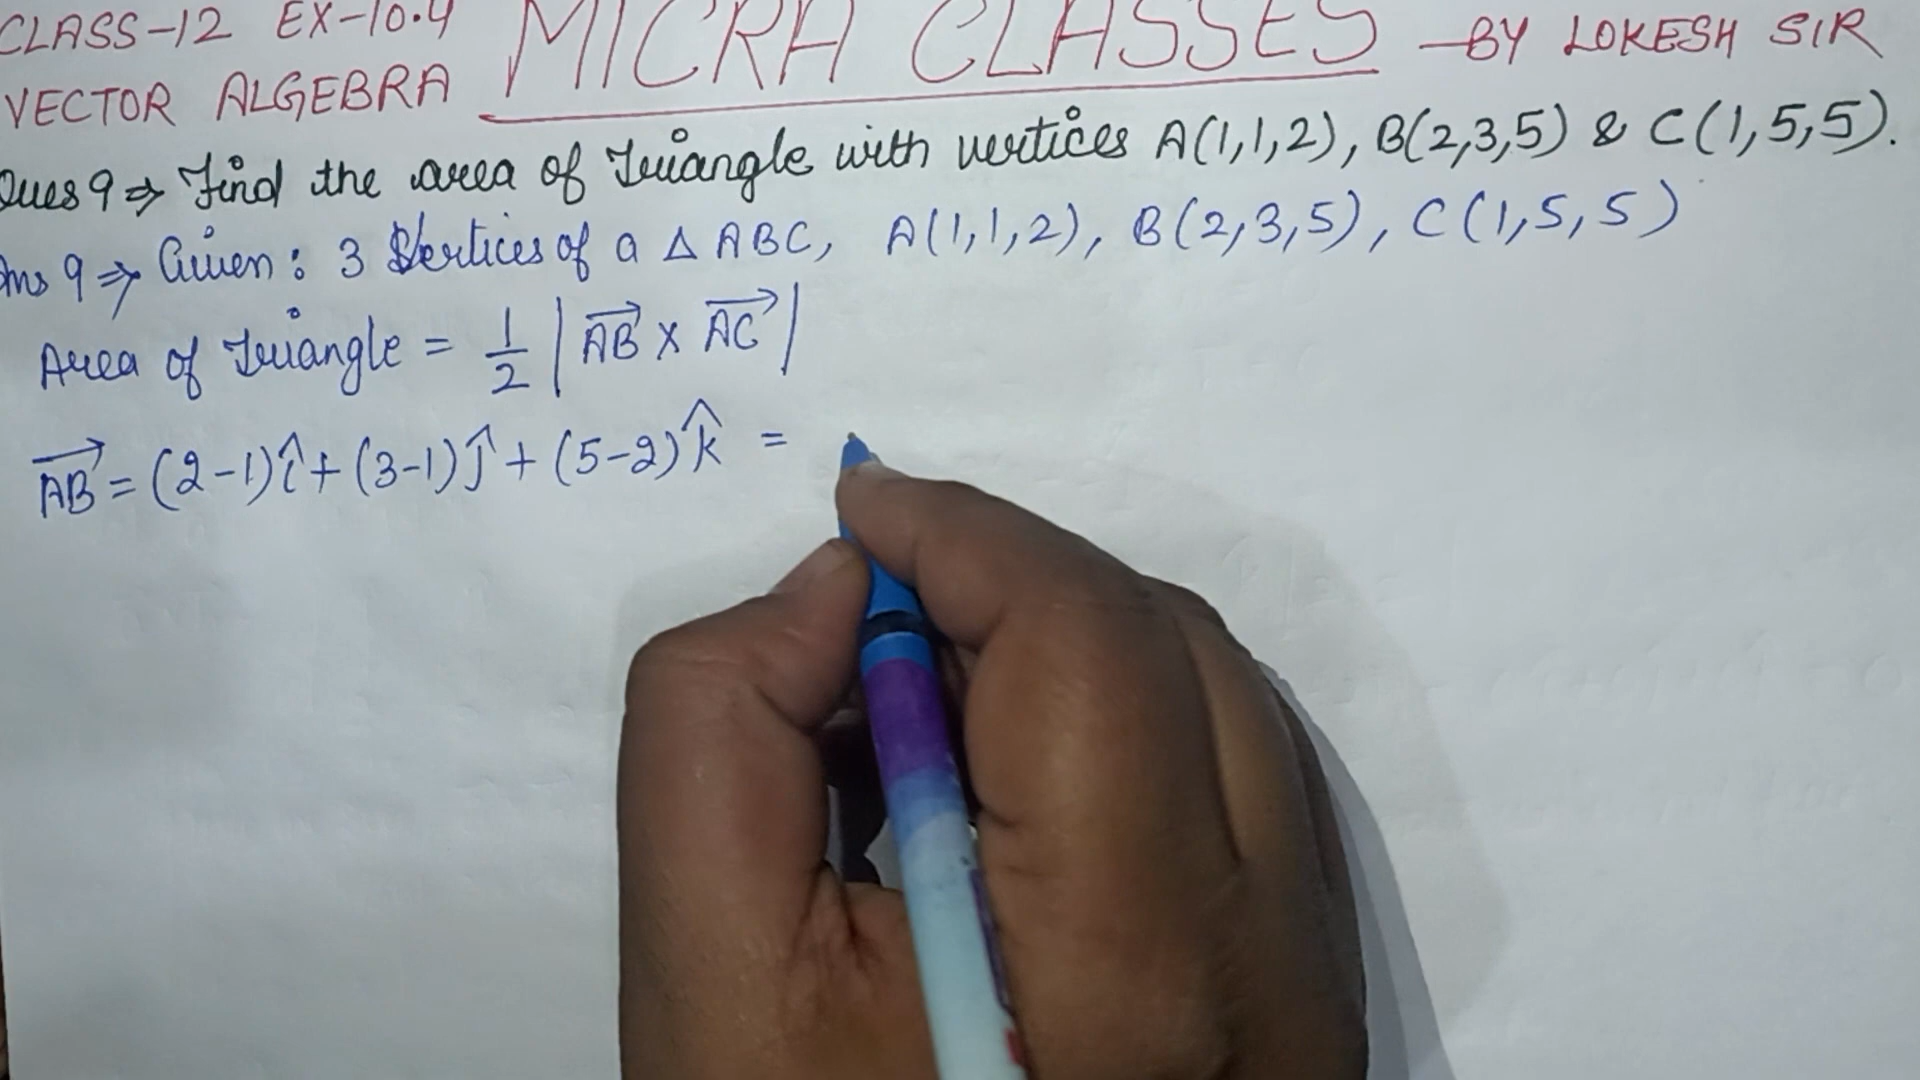 CLASS-12 EX-10.4 MICRA CLASSES -BY LOKESH SIR
VECTOR ALGEBRA
Ques 9 ⇒ Find the area of Triangle with vertices A(1,1,2), B(2,3,5) & C(1,5,5).
Ans 9 ⇒ Given : 3 Vertices of a △ ABC, A(1,1,2), B(2,3,5), C(1,5,5)
Area of Triangle = 1/2 | A⃗B⃗ × A⃗C⃗ |
A⃗B⃗ = (2-1)î + (3-1)ĵ + (5-2)k̂ =